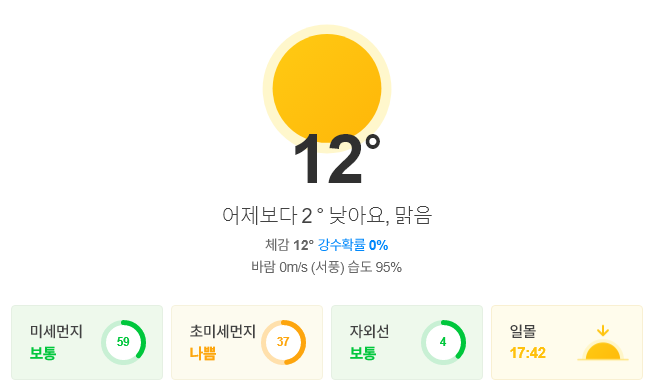 12°
어제보다 2 ° 낮아요, 맑음
체감 12° 강수확률 0%
바람 0m/s (서풍) 습도 95%
미세먼지
보통
59
초미세먼지
나쁨
37
자외선
보통
4
일몰
17:42